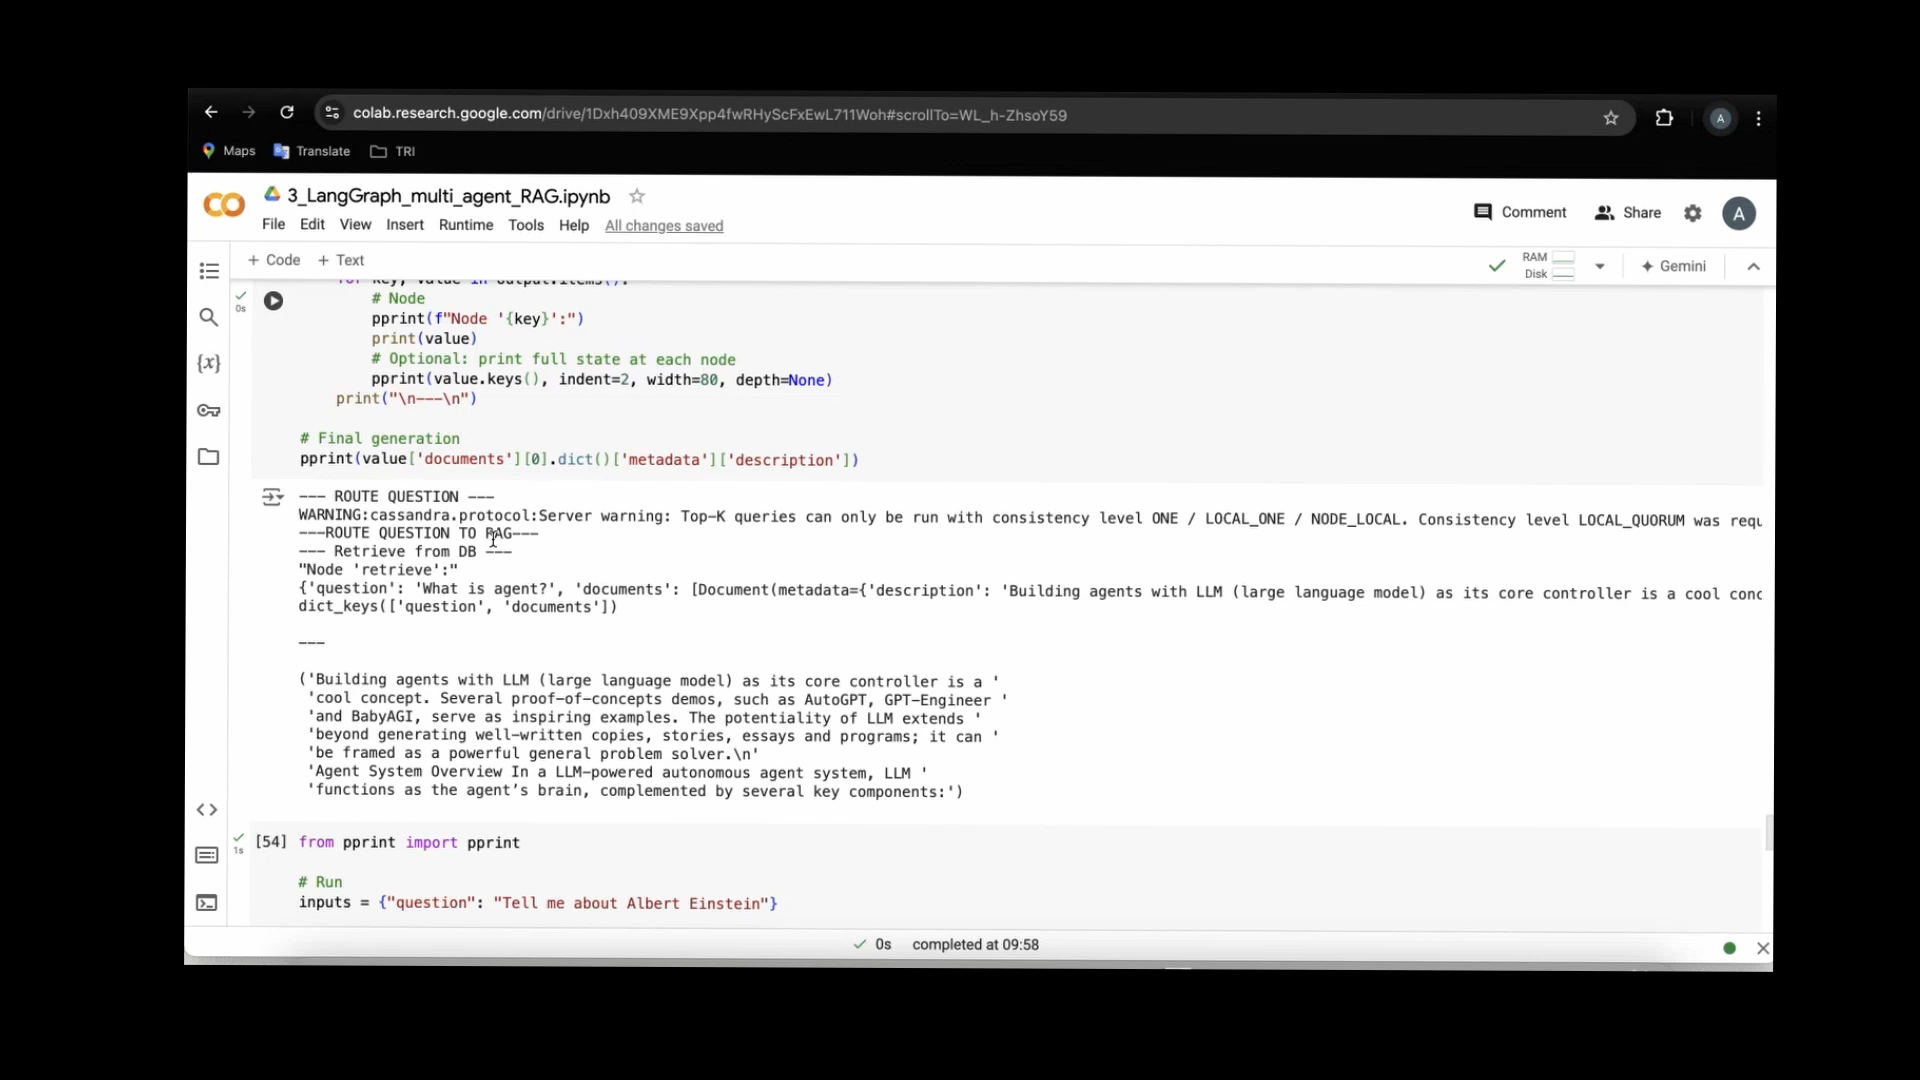 colab.research.google.com/drive/1Dxh409XME9Xpp4fwRHyScFxEwL711Woh#scrollTo=WL_h-ZhsoY59
A
Maps Translate TRI
CO 3_LangGraph_multi_agent_RAG.ipynb
File Edit View Insert Runtime Tools Help All changes saved
Comment Share A
+ Code + Text
RAM
Disk
Gemini
for key, value in output.items():
0s
# Node
pprint(f"Node '{key}':")
print(value)
# Optional: print full state at each node
pprint(value.keys(), indent=2, width=80, depth=None)
print("\n---\n")
# Final generation
pprint(value['documents'][0].dict()['metadata']['description'])
--- ROUTE QUESTION ---
WARNING:cassandra.protocol:Server warning: Top-K queries can only be run with consistency level ONE / LOCAL_ONE / NODE_LOCAL. Consistency level LOCAL_QUORUM was requ
---ROUTE QUESTION TO RAG---
--- Retrieve from DB ---
"Node 'retrieve':"
{'question': 'What is agent?', 'documents': [Document(metadata={'description': 'Building agents with LLM (large language model) as its core controller is a cool conc
dict_keys(['question', 'documents'])
---
('Building agents with LLM (large language model) as its core controller is a '
'cool concept. Several proof-of-concepts demos, such as AutoGPT, GPT-Engineer '
'and BabyAGI, serve as inspiring examples. The potentiality of LLM extends '
'beyond generating well-written copies, stories, essays and programs; it can '
'be framed as a powerful general problem solver.\n'
'Agent System Overview In a LLM-powered autonomous agent system, LLM '
'functions as the agent’s brain, complemented by several key components:')
1s
[54] from pprint import pprint
# Run
inputs = {"question": "Tell me about Albert Einstein"}
0s completed at 09:58